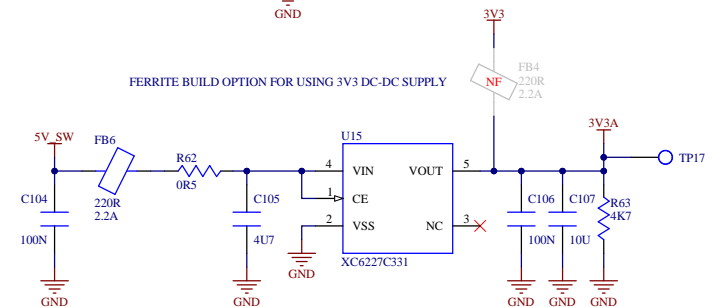 GND
3V3
FB4
NF
220R
2.2A
FERRITE BUILD OPTION FOR USING 3V3 DC-DC SUPPLY
5V_SW
FB6
220R
2.2A
R62
0R5
U15
4 VIN
VOUT 5
1 CE
2 VSS
NC 3
XC6227C331
3V3A
TP17
C104
100N
C105
4U7
C106
100N
C107
10U
R63
4K7
GND
GND
GND
GND
GND
GND